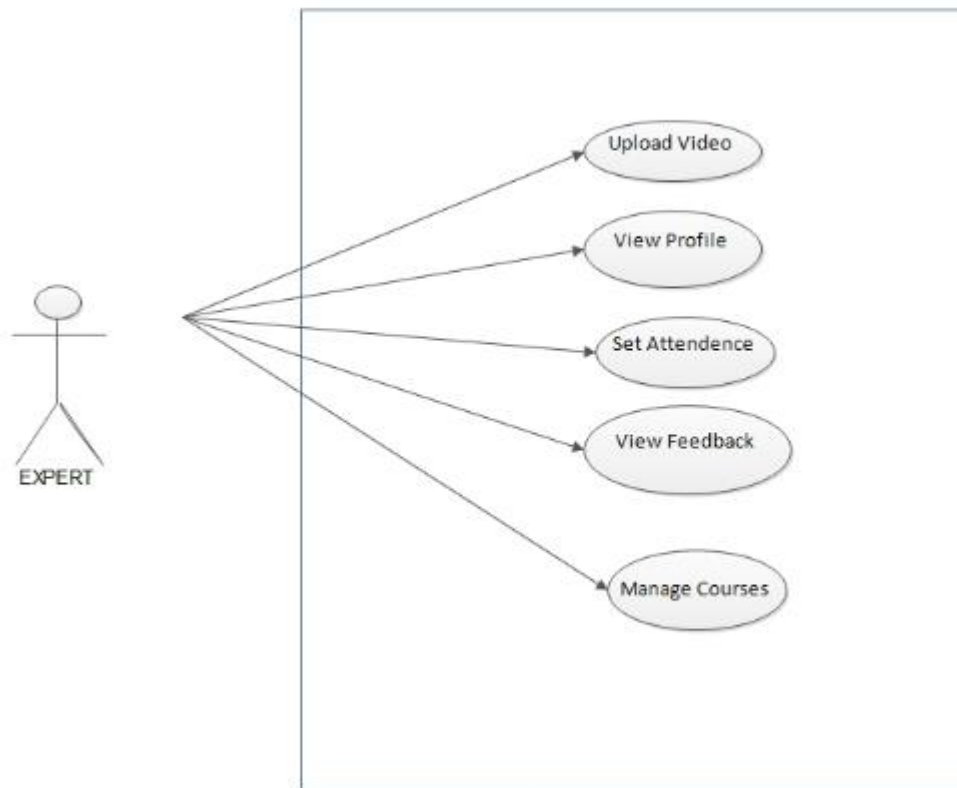 Upload Video
View Profile
Set Attendence
View Feedback
EXPERT
Manage Courses